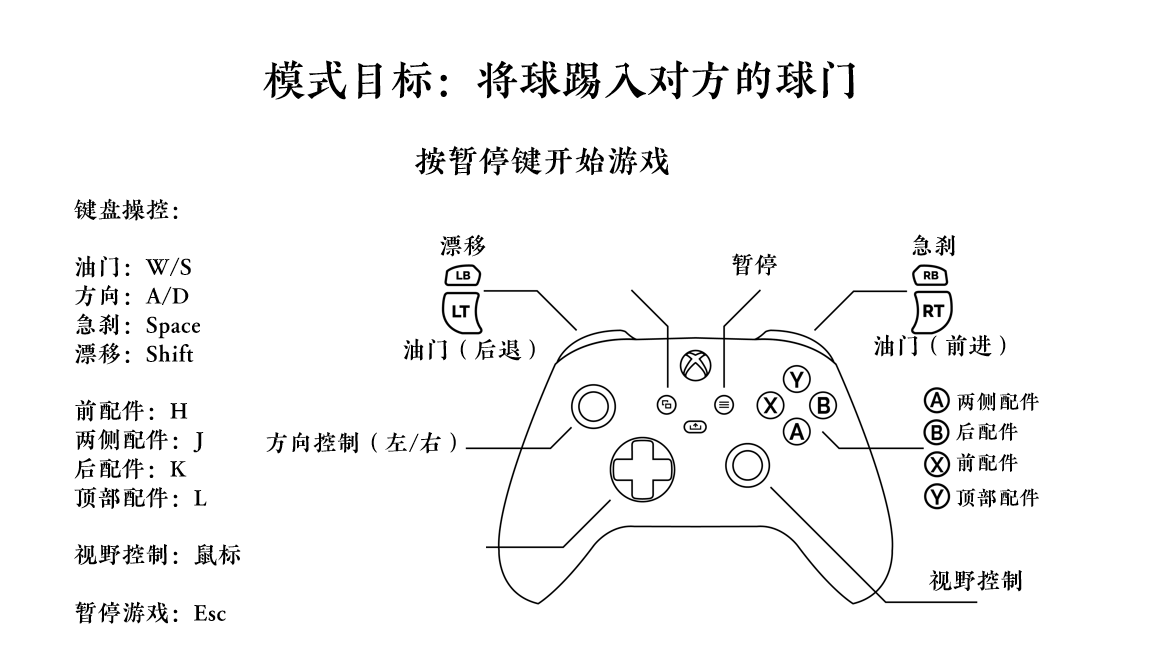 模式目标：将球踢入对方的球门
按暂停键开始游戏
键盘操控：
油门：W/S
方向：A/D
急刹：Space
漂移：Shift
前配件：H
两侧配件：J
后配件：K
顶部配件：L
视野控制：鼠标
暂停游戏：Esc
漂移
LB
LT
油门（后退）
方向控制（左/右）
暂停
急刹
RB
RT
油门（前进）
Y
X
B
A
A 两侧配件
B 后配件
X 前配件
Y 顶部配件
视野控制